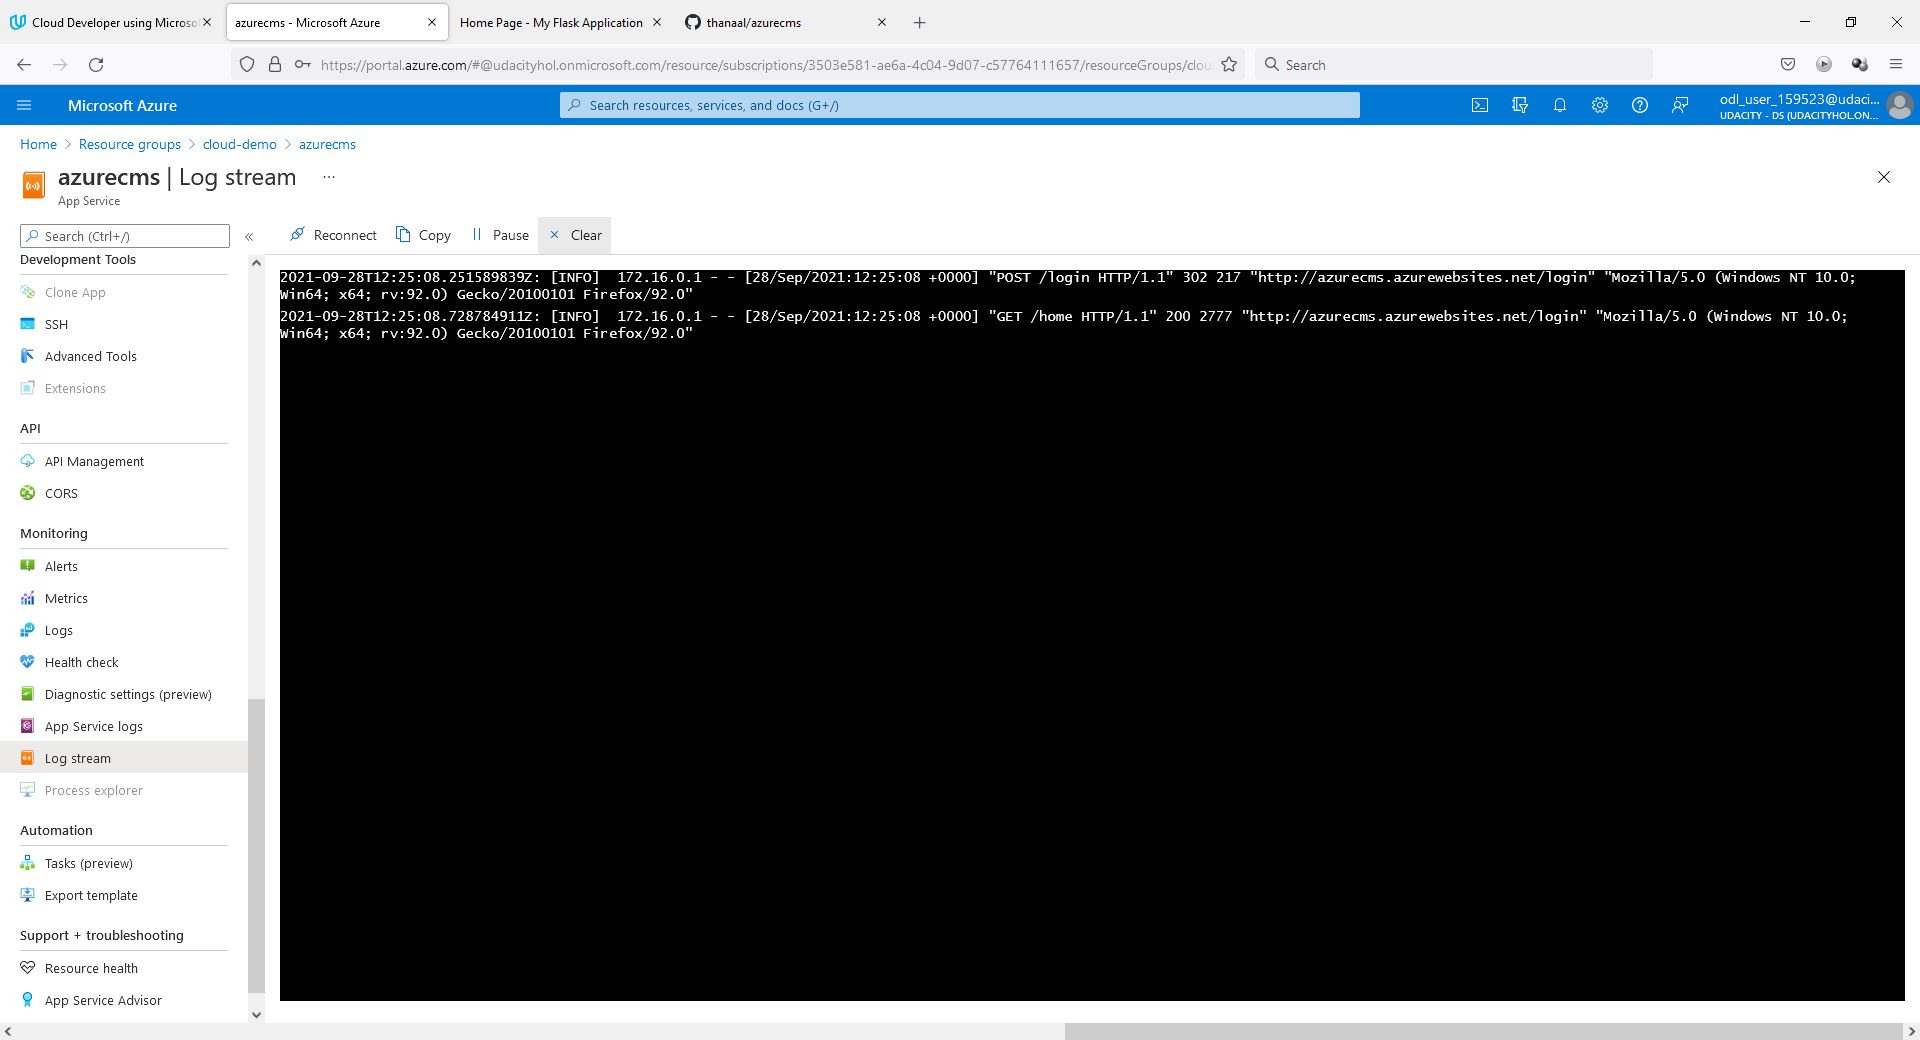 Cloud Developer using Microso
azurecms - Microsoft Azure
Home Page - My Flask Application
thanaal/azurecms
https://portal.azure.com/#@udacityhol.onmicrosoft.com/resource/subscriptions/3503e581-ae6a-4c04-9d07-c57764111657/resourceGroups/clou
Search
Microsoft Azure
Search resources, services, and docs (G+/)
odl_user_159523@udaci...
UDACITY - DS (UDACITYHOL.ON...
Home > Resource groups > cloud-demo > azurecms
azurecms | Log stream ...
App Service
Search (Ctrl+/)
«
Reconnect Copy Pause Clear
Development Tools
Clone App
SSH
Advanced Tools
Extensions
API
API Management
CORS
Monitoring
Alerts
Metrics
Logs
Health check
Diagnostic settings (preview)
App Service logs
Log stream
Process explorer
Automation
Tasks (preview)
Export template
Support + troubleshooting
Resource health
App Service Advisor
2021-09-28T12:25:08.251589839Z: [INFO]  172.16.0.1 - - [28/Sep/2021:12:25:08 +0000] "POST /login HTTP/1.1" 302 217 "http://azurecms.azurewebsites.net/login" "Mozilla/5.0 (Windows NT 10.0;
Win64; x64; rv:92.0) Gecko/20100101 Firefox/92.0"
2021-09-28T12:25:08.728784911Z: [INFO]  172.16.0.1 - - [28/Sep/2021:12:25:08 +0000] "GET /home HTTP/1.1" 200 2777 "http://azurecms.azurewebsites.net/login" "Mozilla/5.0 (Windows NT 10.0;
Win64; x64; rv:92.0) Gecko/20100101 Firefox/92.0"